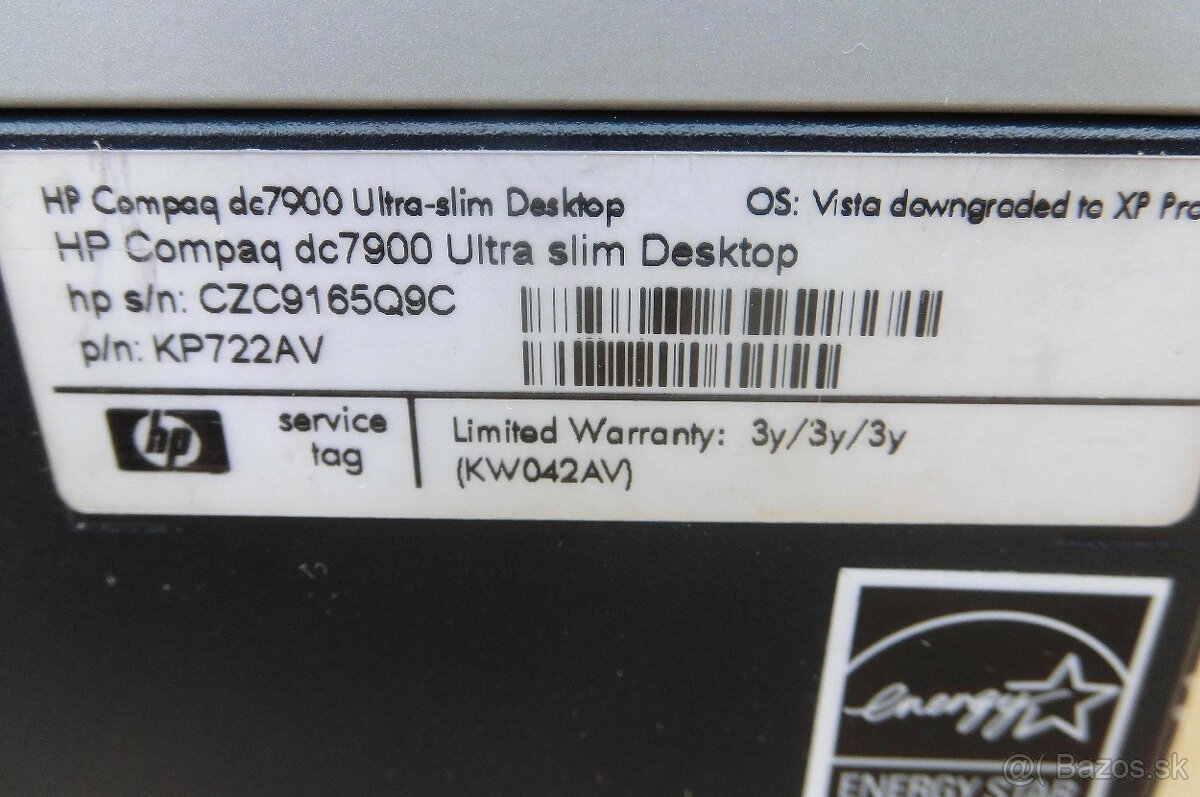 HP Compaq dc7900 Ultra-slim Desktop OS: Vista downgraded to XP Pro
HP Compaq dc7900 Ultra slim Desktop
hp s/n: CZC9165Q9C
p/n: KP722AV
hp
service
tag
Limited Warranty: 3y/3y/3y
(KW042AV)
energy
ENERGY STAR
@( Bazos.sk